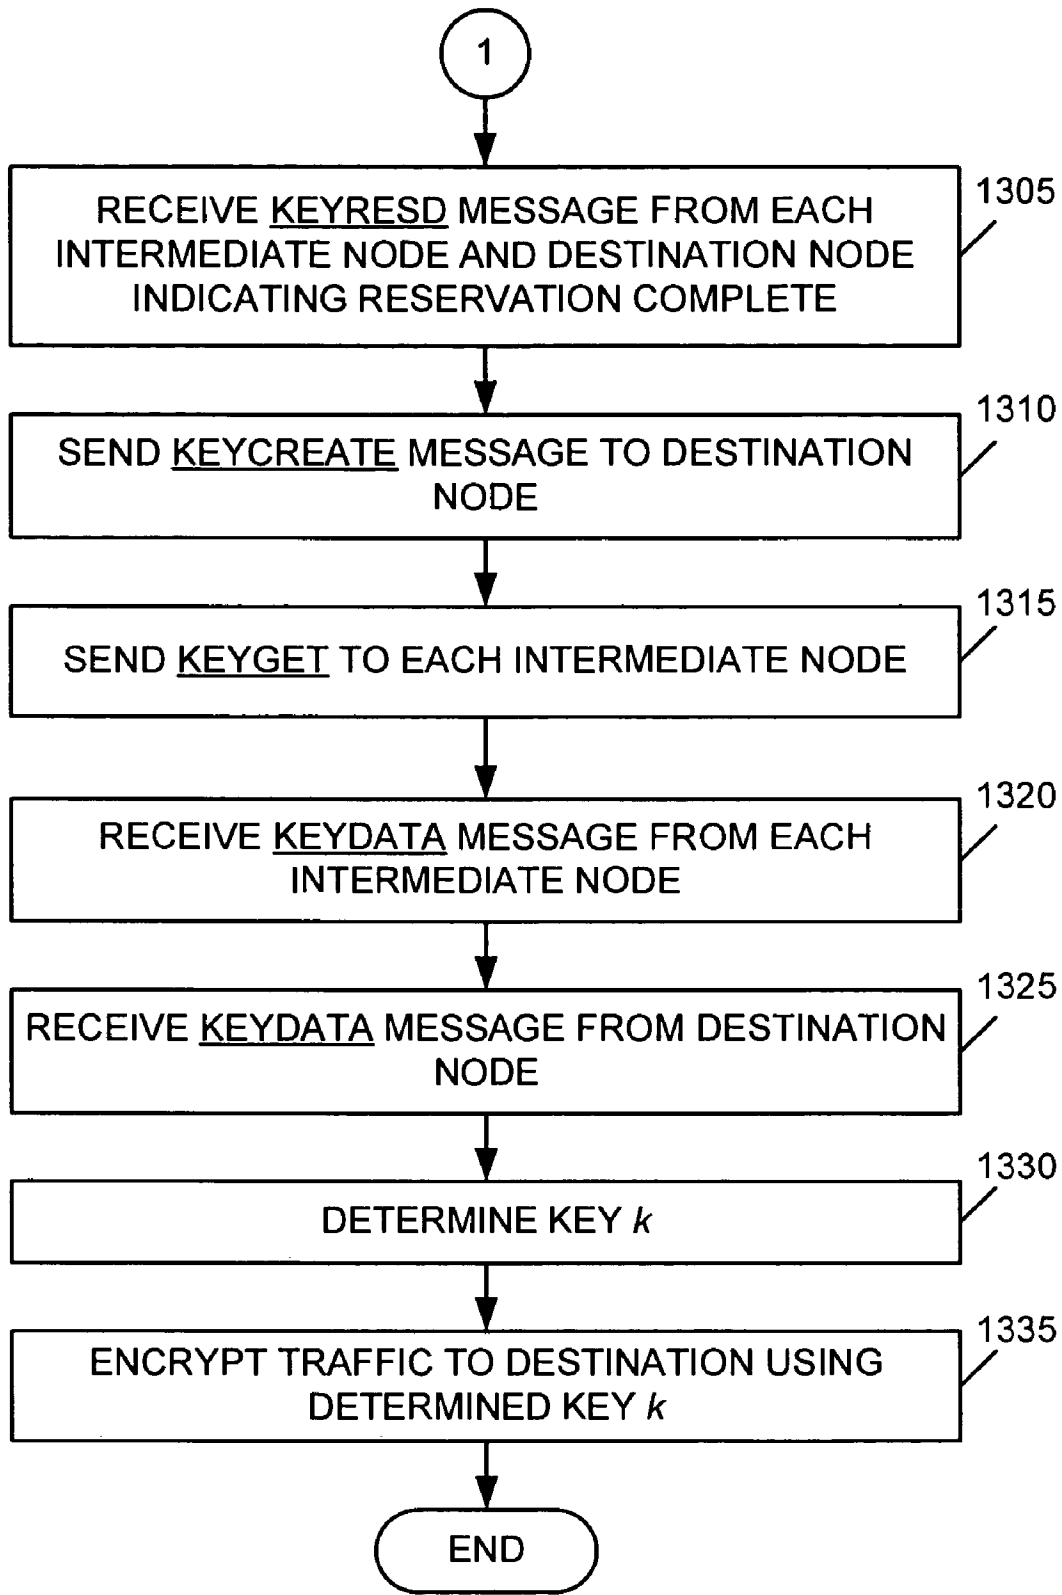 1
RECEIVE KEYRESD MESSAGE FROM EACH
INTERMEDIATE NODE AND DESTINATION NODE
INDICATING RESERVATION COMPLETE
1305
SEND KEYCREATE MESSAGE TO DESTINATION
NODE
1310
SEND KEYGET TO EACH INTERMEDIATE NODE
1315
RECEIVE KEYDATA MESSAGE FROM EACH
INTERMEDIATE NODE
1320
RECEIVE KEYDATA MESSAGE FROM DESTINATION
NODE
1325
DETERMINE KEY k
1330
ENCRYPT TRAFFIC TO DESTINATION USING
DETERMINED KEY k
1335
END